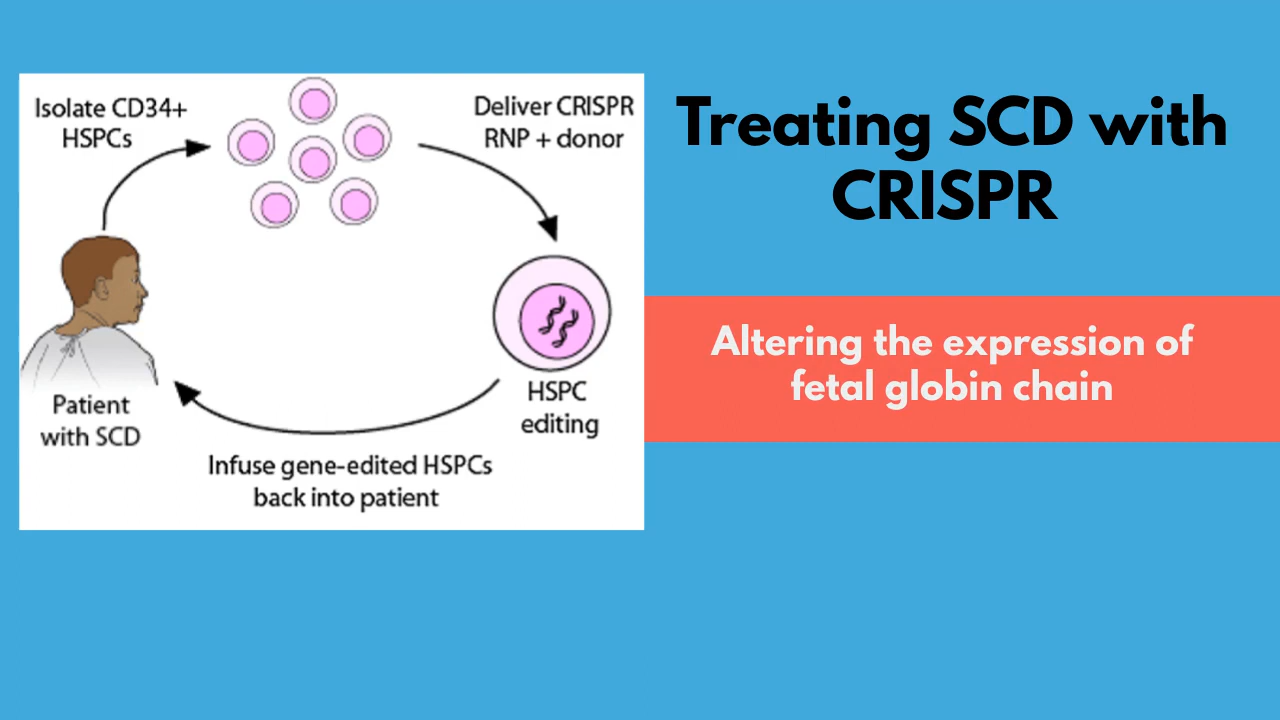 Treating SCD with
CRISPR
Altering the expression of
fetal globin chain
Isolate CD34+
HSPCs
Deliver CRISPR
RNP + donor
HSPC
editing
Infuse gene-edited HSPCs
back into patient
Patient
with SCD